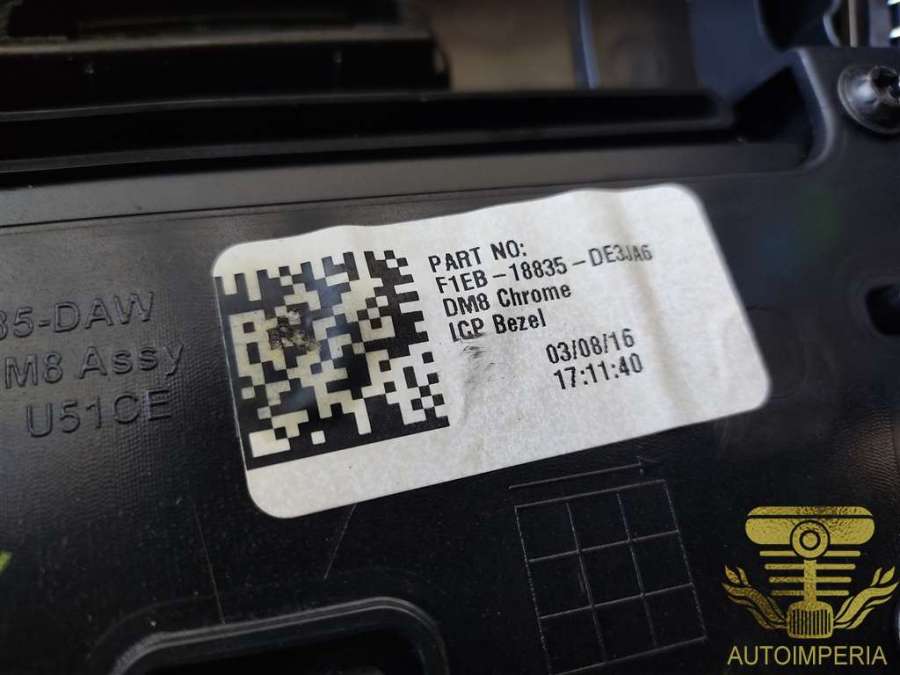 PART NO:
F1EB-18835-DE3JA6
DM8 Chrome
ICP Bezel
03/08/16
17:11:40
35-DAW
M8 Assy
U51CE
AUTOIMPERIA